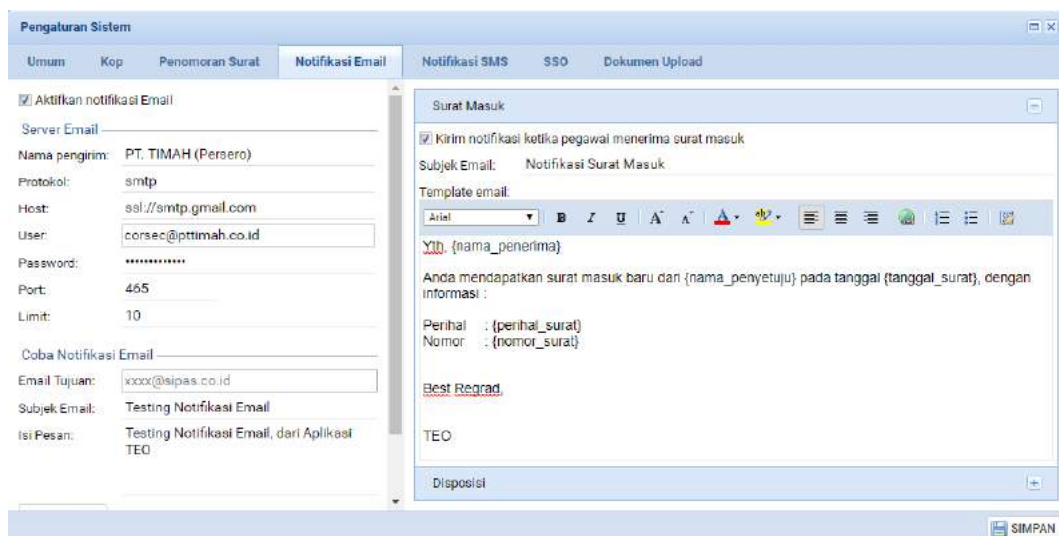 Pengaturan Sistem
Umum Kop Penomoran Surat Notifikasi Email Notifikasi SMS SSO Dokumen Upload
Aktifkan notifikasi Email
Server Email
Nama pengirim: PT. TIMAH (Persero)
Protokol: smtp
Host: ssl://smtp.gmail.com
User: corsec@pttimah.co.id
Password: •••••••••••••
Port: 465
Limit: 10
Coba Notifikasi Email
Email Tujuan: xxxx@sipas.co.id
Subjek Email: Testing Notifikasi Email
Isi Pesan: Testing Notifikasi Email, dari Aplikasi
TEO
Surat Masuk
Kirim notifikasi ketika pegawai menerima surat masuk
Subjek Email: Notifikasi Surat Masuk
Template email:
Arial B I U A A A ab
Yth, {nama_penerima}
Anda mendapatkan surat masuk baru dari {nama_penyetuju} pada tanggal {tanggal_surat}, dengan
informasi :
Perihal : {perihal_surat}
Nomor : {nomor_surat}
Best Regrad,
TEO
Disposisi
SIMPAN